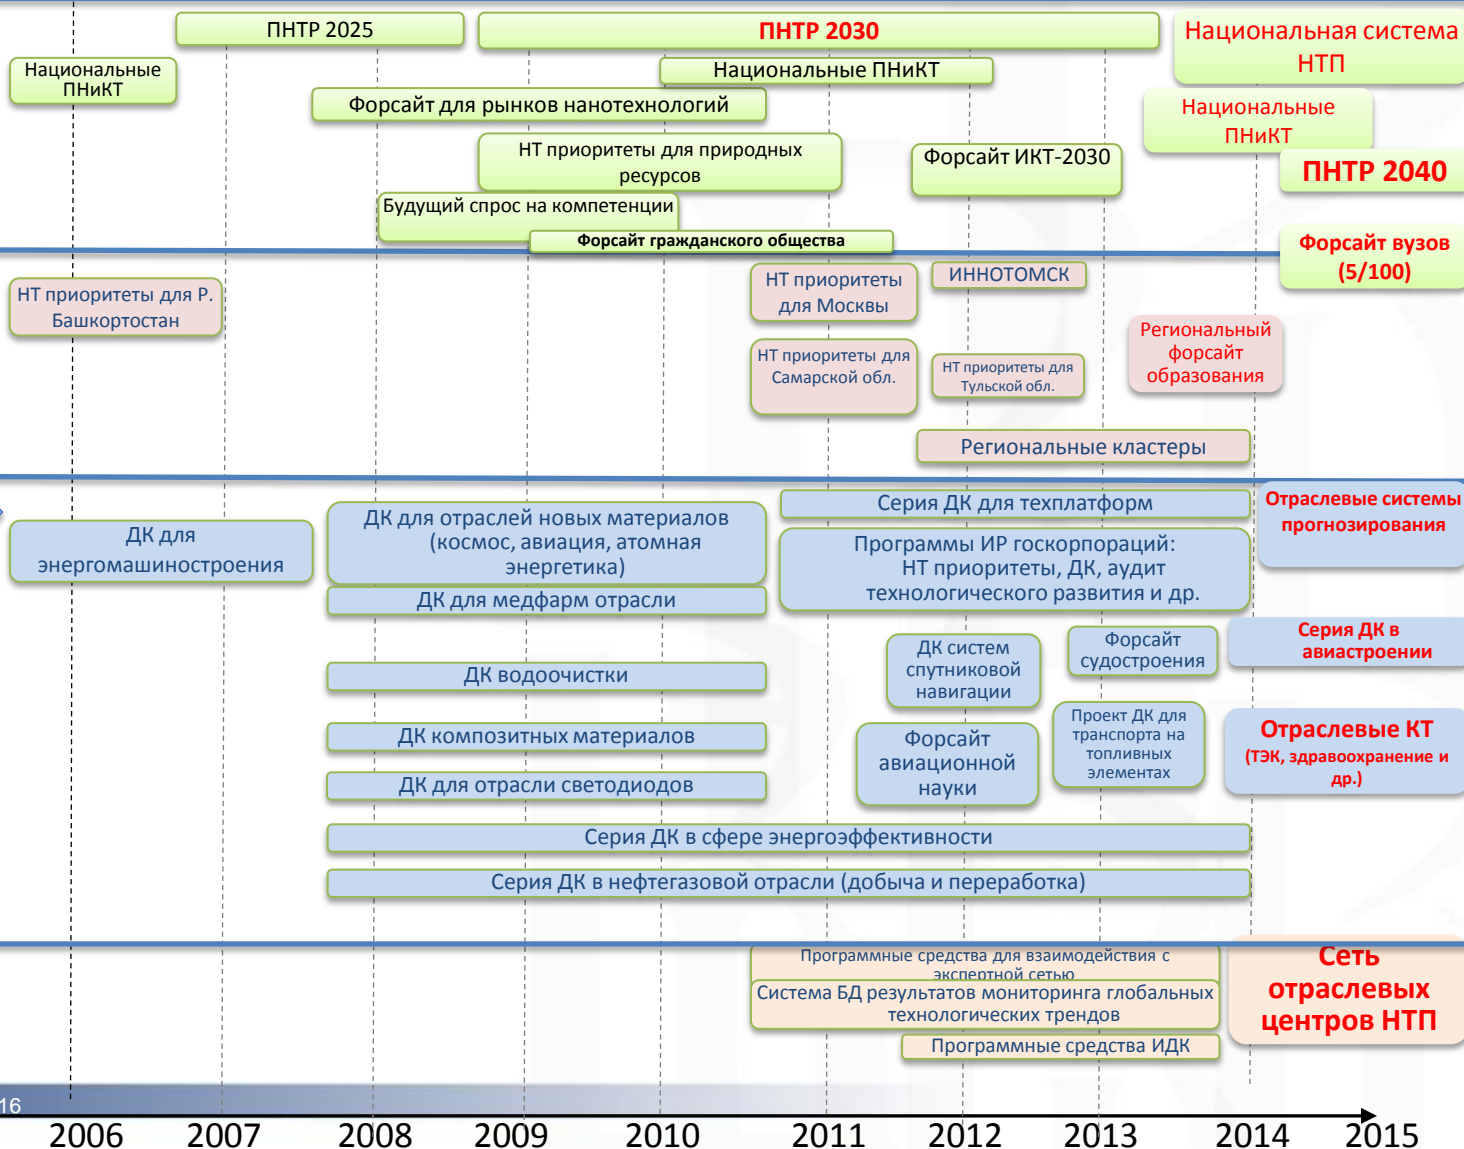 ПНТР 2025
ПНТР 2030
Национальная система
НТП
Национальные
ПНиКТ
Национальные ПНиКТ
Форсайт для рынков нанотехнологий
Национальные
ПНиКТ
НТ приоритеты для природных
ресурсов
Форсайт ИКТ-2030
ПНТР 2040
Будущий спрос на компетенции
Форсайт гражданского общества
Форсайт вузов
(5/100)
НТ приоритеты для Р.
Башкортостан
НТ приоритеты
для Москвы
ИННОТОМСК
Региональный
форсайт
образования
НТ приоритеты для
Самарской обл.
НТ приоритеты для
Тульской обл.
Региональные кластеры
ДК для
энергомашиностроения
ДК для отраслей новых материалов
(космос, авиация, атомная
энергетика)
Серия ДК для техплатформ
Отраслевые системы
прогнозирования
Программы ИР госкорпораций:
НТ приоритеты, ДК, аудит
технологического развития и др.
ДК для медфарм отрасли
ДК систем
спутниковой
навигации
Форсайт
судостроения
Серия ДК в
авиастроении
ДК водоочистки
ДК композитных материалов
Форсайт
авиационной
науки
Проект ДК для
транспорта на
топливных
элементах
Отраслевые КТ
(ТЭК, здравоохранение и
др.)
ДК для отрасли светодиодов
Серия ДК в сфере энергоэффективности
Серия ДК в нефтегазовой отрасли (добыча и переработка)
Программные средства для взаимодействия с
экспертной сетью
Система БД результатов мониторинга глобальных
технологических трендов
Программные средства ИДК
Сеть
отраслевых
центров НТП
16
2006 2007 2008 2009 2010 2011 2012 2013 2014 2015